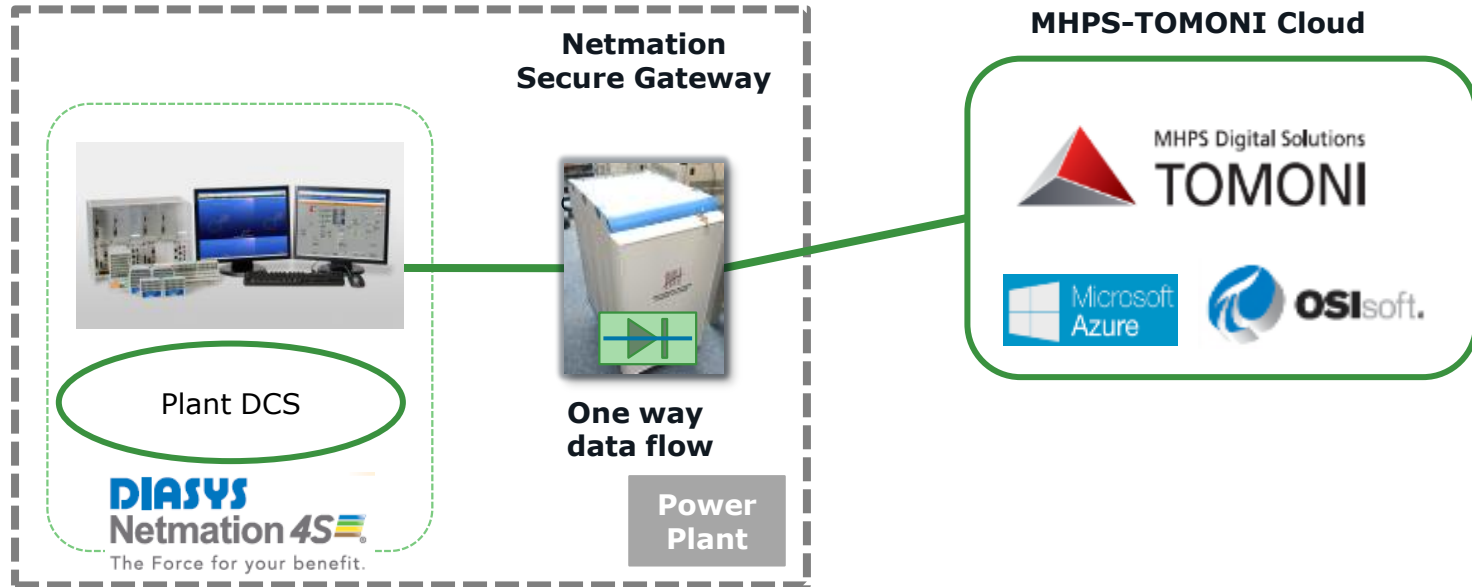 Netmation
Secure Gateway
MHPS-TOMONI Cloud
MHPS Digital Solutions
TOMONI
Microsoft
Azure
OSIsoft.
Plant DCS
One way
data flow
DIASYS
Netmation 4S
The Force for your benefit.
Power
Plant